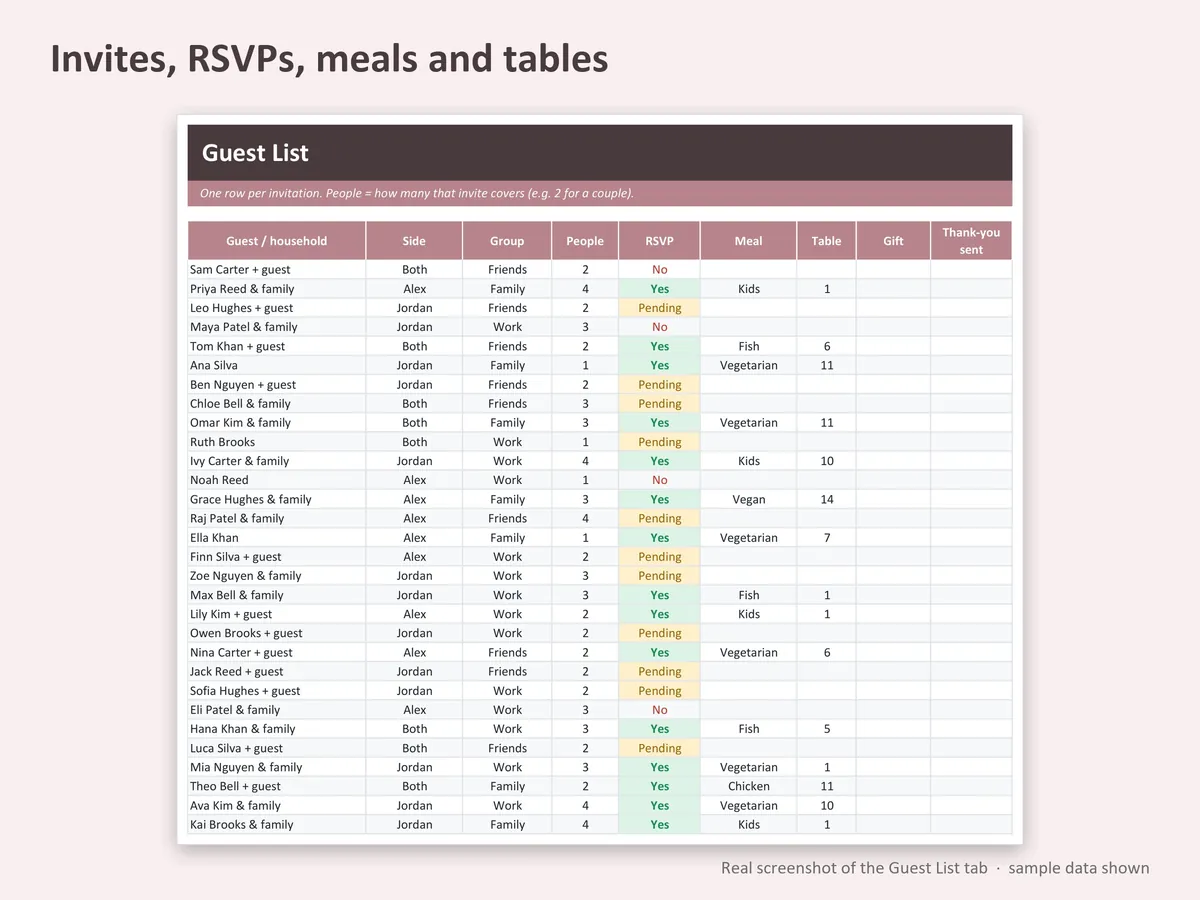 Invites, RSVPs, meals and tables
Guest List
One row per invitation. People = how many that invite covers (e.g. 2 for a couple).
Guest / household Side Group People RSVP Meal Table Gift Thank-you sent
Sam Carter + guest Both Friends 2 No
Priya Reed & family Alex Family 4 Yes Kids 1
Leo Hughes + guest Jordan Friends 2 Pending
Maya Patel & family Jordan Work 3 No
Tom Khan + guest Both Friends 2 Yes Fish 6
Ana Silva Jordan Family 1 Yes Vegetarian 11
Ben Nguyen + guest Jordan Friends 2 Pending
Chloe Bell & family Both Friends 3 Pending
Omar Kim & family Both Family 3 Yes Vegetarian 11
Ruth Brooks Both Work 1 Pending
Ivy Carter & family Jordan Work 4 Yes Kids 10
Noah Reed Alex Work 1 No
Grace Hughes & family Alex Family 3 Yes Vegan 14
Raj Patel & family Alex Friends 4 Pending
Ella Khan Alex Family 1 Yes Vegetarian 7
Finn Silva + guest Alex Work 2 Pending
Zoe Nguyen & family Jordan Work 3 Pending
Max Bell & family Jordan Work 3 Yes Fish 1
Lily Kim + guest Alex Work 2 Yes Kids 1
Owen Brooks + guest Jordan Work 2 Pending
Nina Carter + guest Alex Friends 2 Yes Vegetarian 6
Jack Reed + guest Jordan Friends 2 Pending
Sofia Hughes + guest Jordan Work 2 Pending
Eli Patel & family Alex Work 3 No
Hana Khan & family Both Work 3 Yes Fish 5
Luca Silva + guest Both Friends 2 Pending
Mia Nguyen & family Jordan Work 3 Yes Vegetarian 1
Theo Bell + guest Both Family 2 Yes Chicken 11
Ava Kim & family Jordan Work 4 Yes Vegetarian 10
Kai Brooks & family Jordan Family 4 Yes Kids 1
Real screenshot of the Guest List tab · sample data shown